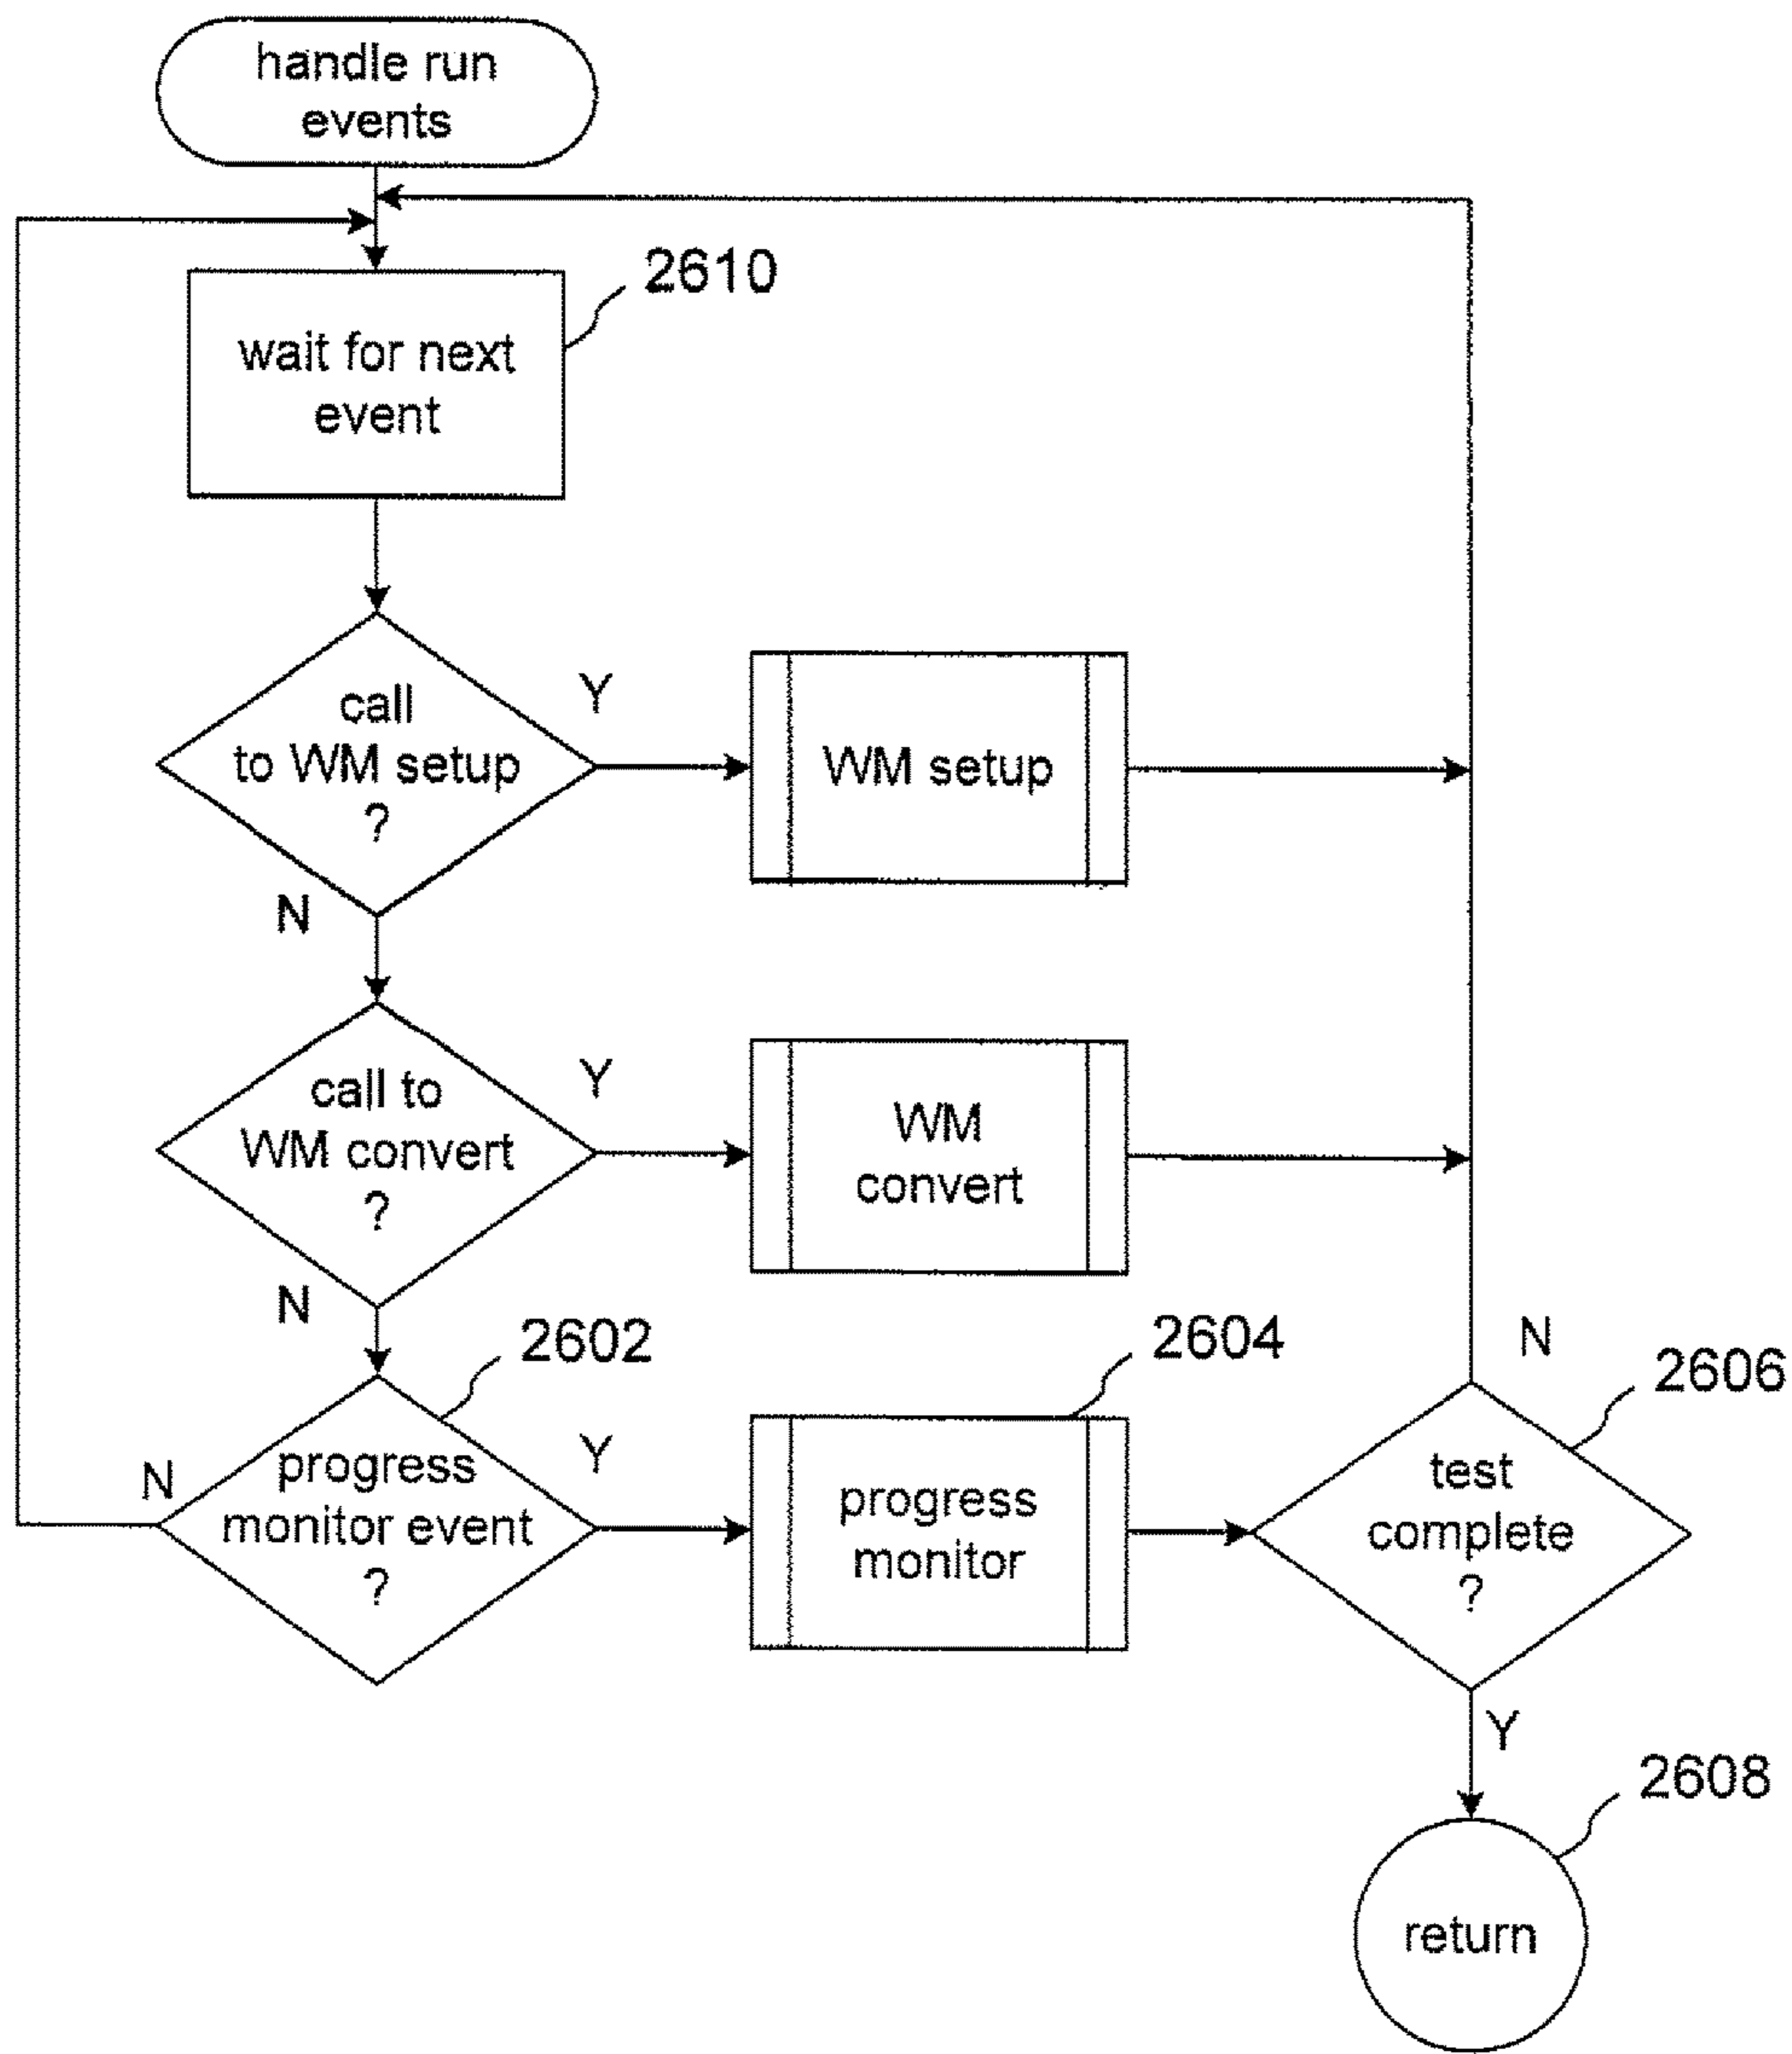 handle run
events
2610
wait for next
event
call
to WM setup
?
Y
WM setup
N
call to
WM convert
?
Y
WM
convert
N
2602
2604
N
2606
N
progress
monitor event
?
Y
progress
monitor
test
complete
?
Y
2608
return